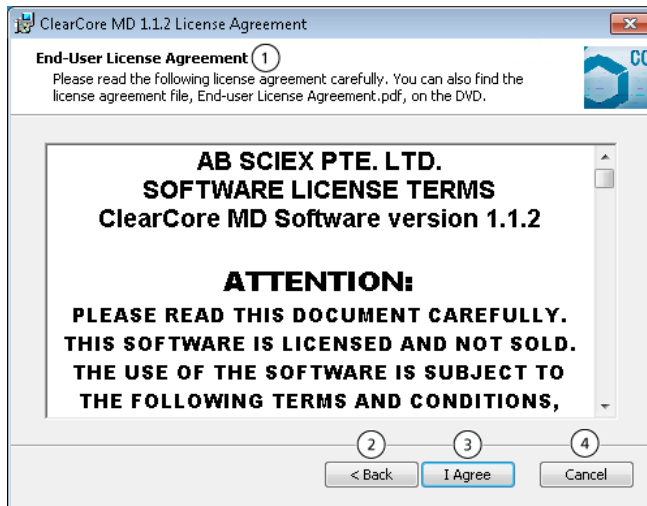 ClearCore MD 1.1.2 License Agreement
End-User License Agreement 1
Please read the following license agreement carefully. You can also find the
license agreement file, End-user License Agreement.pdf, on the DVD.
CO
AB SCIEX PTE. LTD.
SOFTWARE LICENSE TERMS
ClearCore MD Software version 1.1.2
ATTENTION:
PLEASE READ THIS DOCUMENT CAREFULLY.
THIS SOFTWARE IS LICENSED AND NOT SOLD.
THE USE OF THE SOFTWARE IS SUBJECT TO
THE FOLLOWING TERMS AND CONDITIONS,
2 3 4
< Back I Agree Cancel